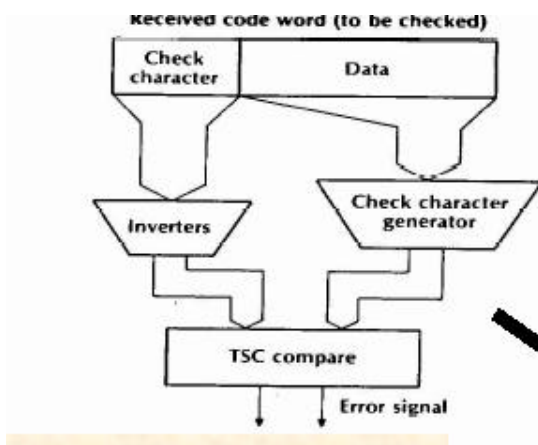 Received code word (to be checked)
Check
character
Data
Inverters
Check character
generator
TSC compare
Error signal